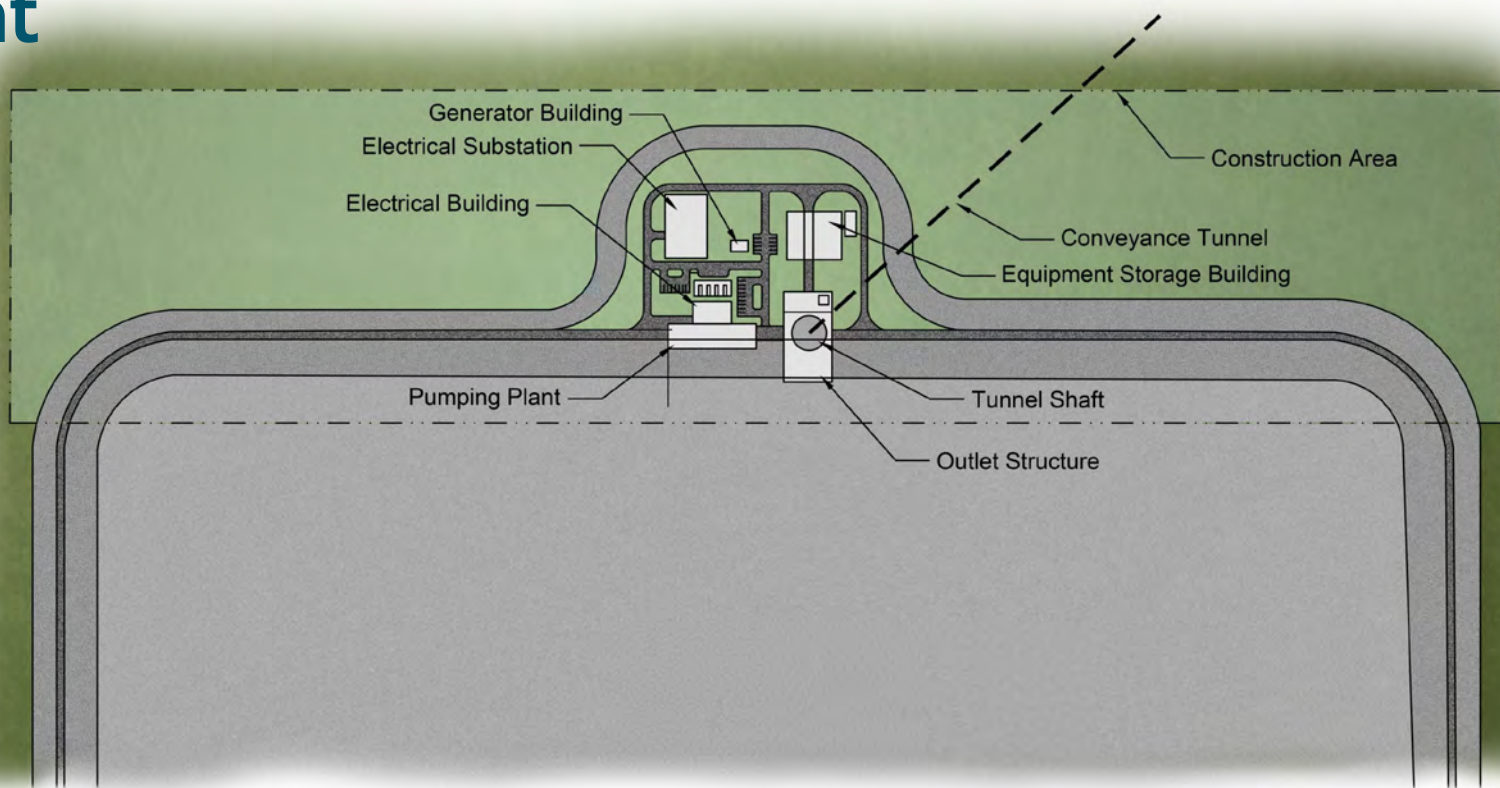 Generator Building
Electrical Substation
Construction Area
Electrical Building
Conveyance Tunnel
Equipment Storage Building
Pumping Plant
Tunnel Shaft
Outlet Structure